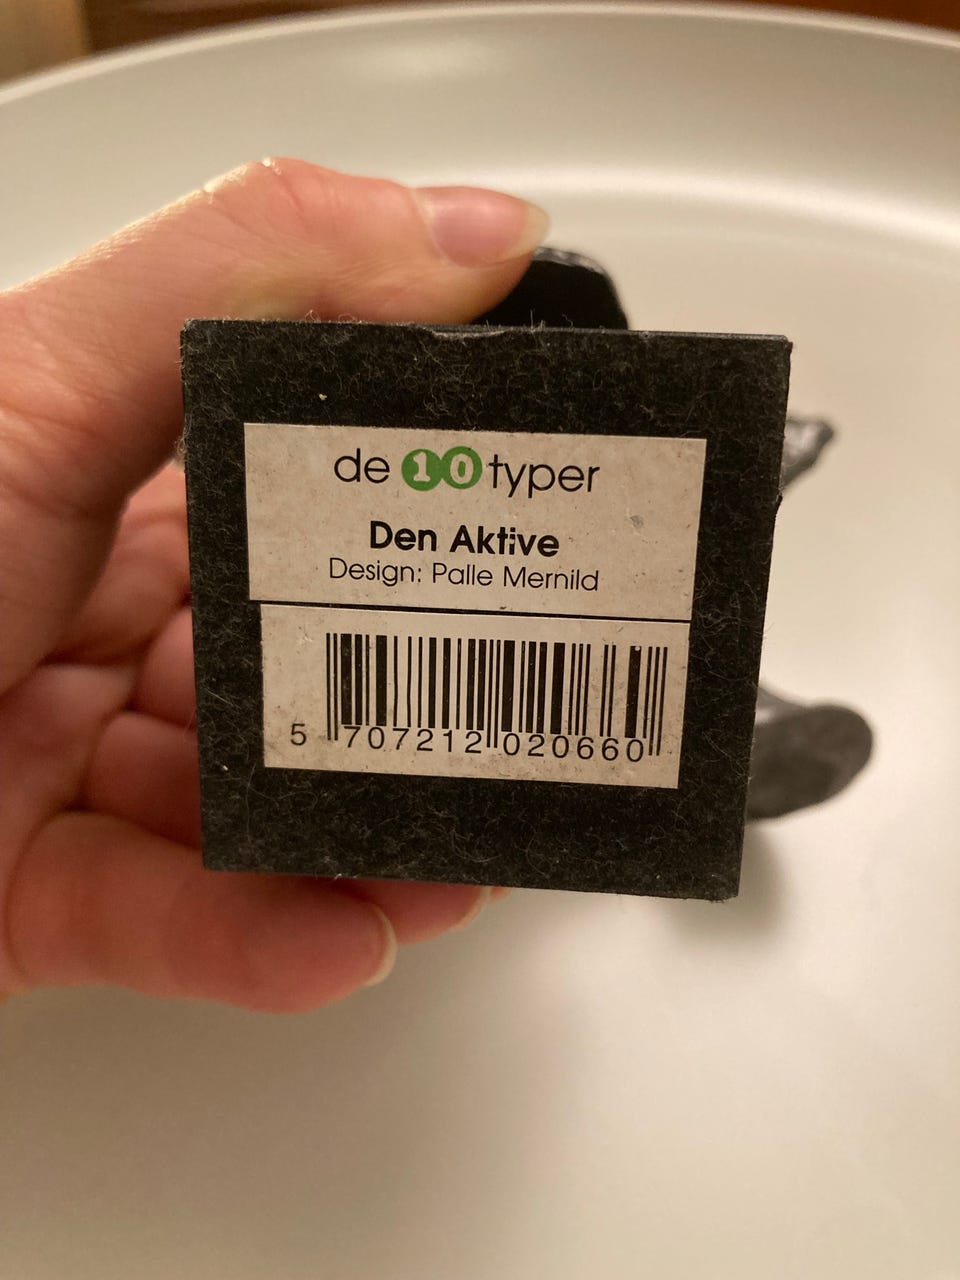 de 10 typer
Den Aktive
Design: Palle Mernild
5 707212 020660